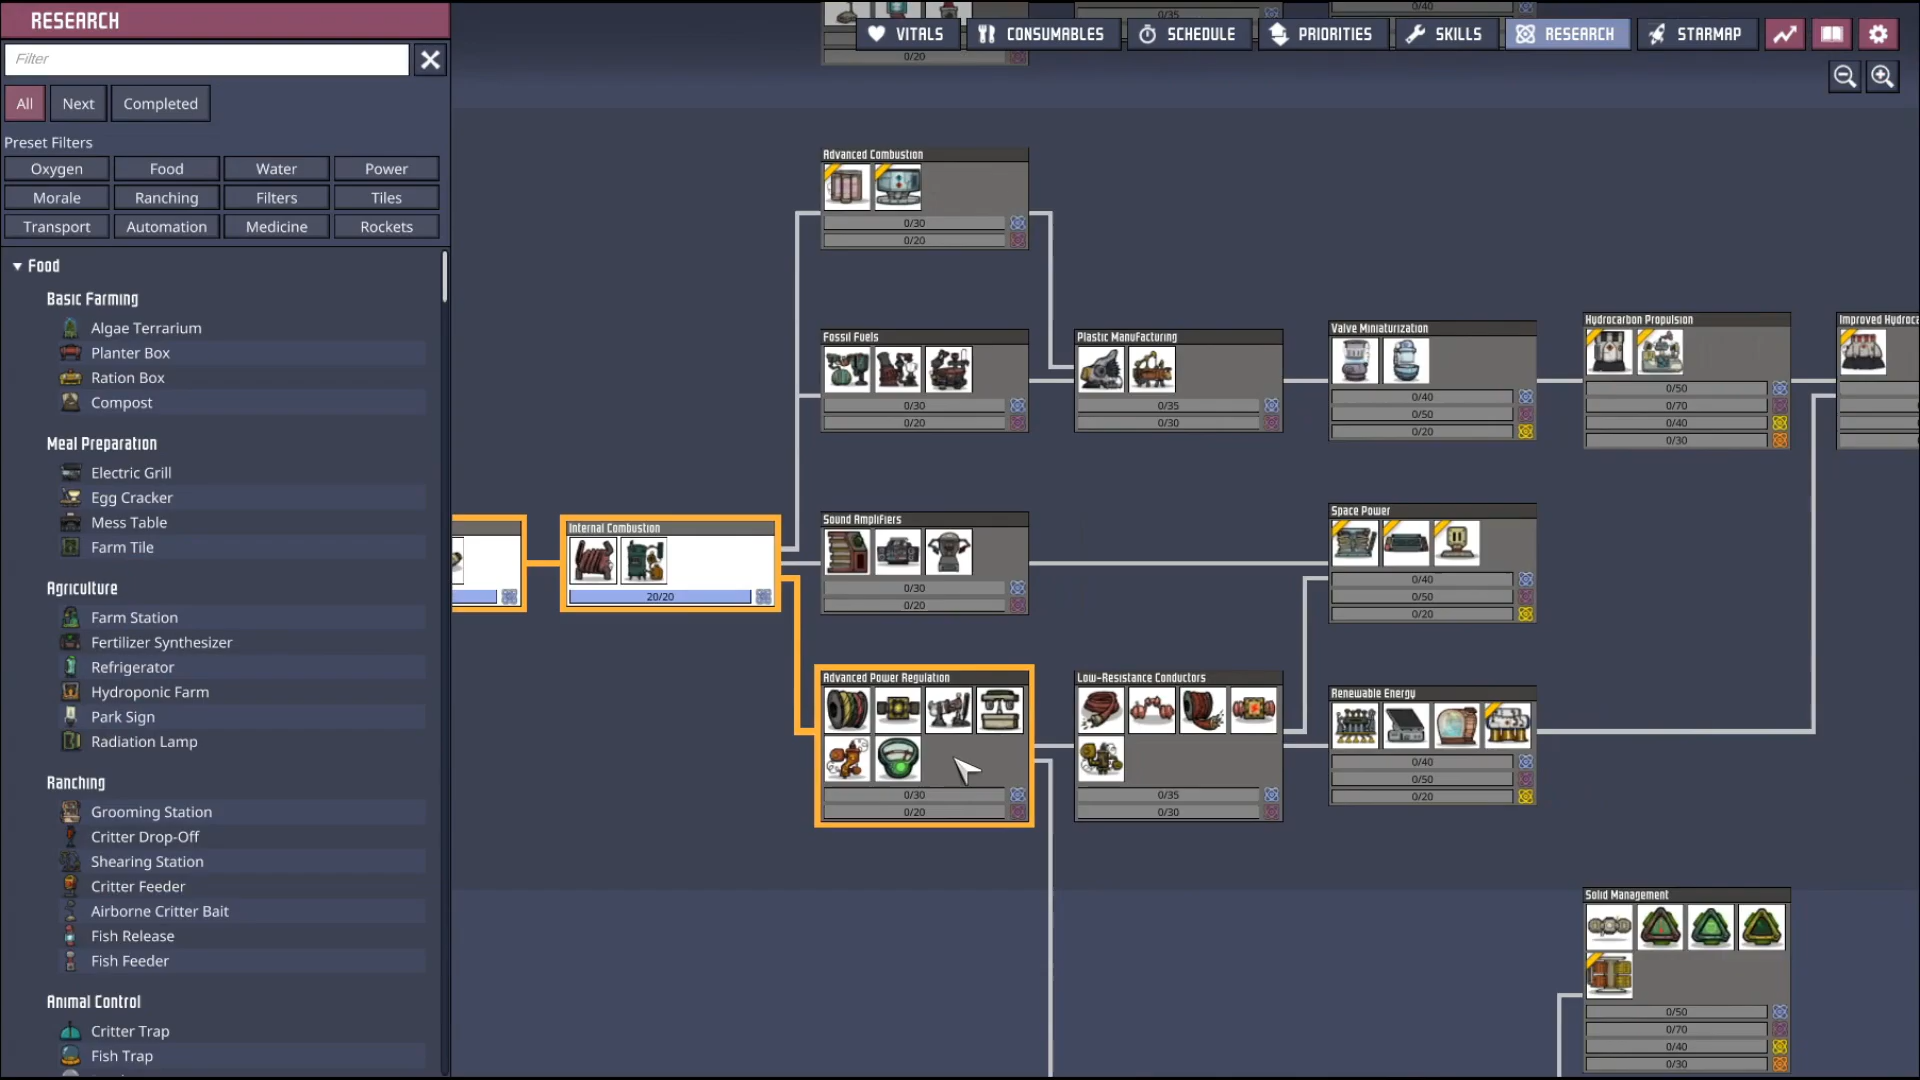 RESEARCH
Filter
All
Next
Completed
Preset Filters
Oxygen
Food
Water
Power
Morale
Ranching
Filters
Tiles
Transport
Automation
Medicine
Rockets
Food
Basic Farming
Algae Terrarium
Planter Box
Ration Box
Compost
Meal Preparation
Electric Grill
Egg Cracker
Mess Table
Farm Tile
Agriculture
Farm Station
Fertilizer Synthesizer
Refrigerator
Hydroponic Farm
Park Sign
Radiation Lamp
Ranching
Grooming Station
Critter Drop-Off
Shearing Station
Critter Feeder
Airborne Critter Bait
Fish Release
Fish Feeder
Animal Control
Critter Trap
Fish Trap
VITALS
CONSUMABLES
SCHEDULE
PRIORITIES
SKILLS
RESEARCH
STARMAP
0/35
0/40
0/20
Advanced Combustion
0/30
0/20
Fossil Fuels
0/30
0/20
Plastic Manufacturing
0/35
0/30
Valve Miniaturization
0/40
0/50
0/20
Hydrocarbon Propulsion
0/50
0/70
0/40
0/30
Improved Hydroca
Internal Combustion
20/20
Sound Amplifiers
0/30
0/20
Space Power
0/40
0/50
0/20
Advanced Power Regulation
0/30
0/20
Low-Resistance Conductors
0/35
0/30
Renewable Energy
0/40
0/50
0/20
Solid Management
0/50
0/70
0/40
0/30